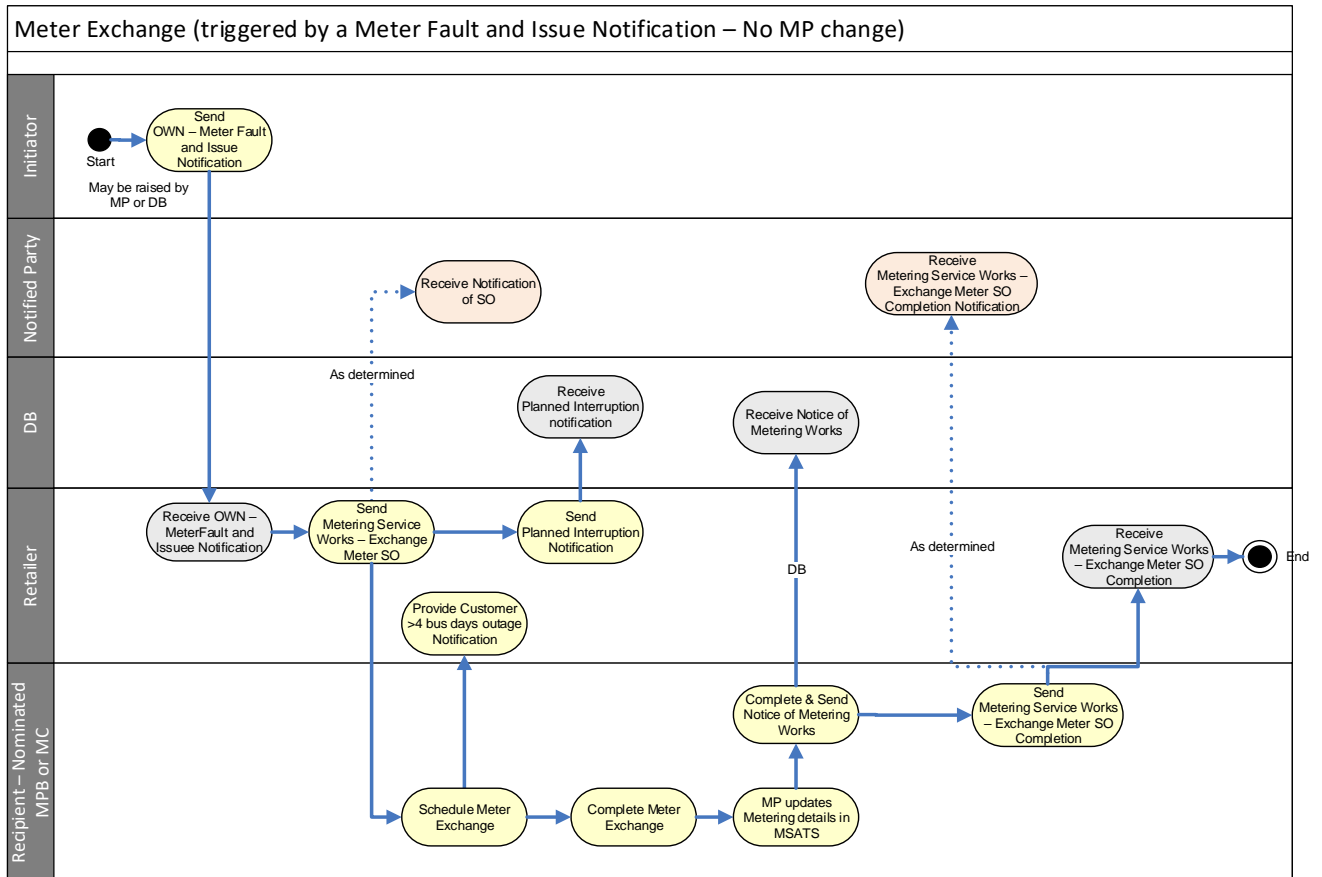 Meter Exchange (triggered by a Meter Fault and Issue Notification – No MP change)
Initiator
Start
Send
OWN – Meter Fault
and Issue
Notification
May be raised by
MP or DB
Notified Party
Receive Notification
of SO
Receive
Metering Service Works –
Exchange Meter SO
Completion Notification
As determined
DB
Receive
Planned Interruption
notification
Receive Notice of
Metering Works
Retailer
Receive OWN –
MeterFault and
Issuee Notification
Send
Metering Service
Works – Exchange
Meter SO
Send
Planned Interruption
Notification
DB
As determined
Receive
Metering Service Works
– Exchange Meter SO
Completion
End
Provide Customer
>4 bus days outage
Notification
Recipient – Nominated
MPB or MC
Complete & Send
Notice of Metering
Works
Send
Metering Service Works
– Exchange Meter SO
Completion
Schedule Meter
Exchange
Complete Meter
Exchange
MP updates
Metering details in
MSATS